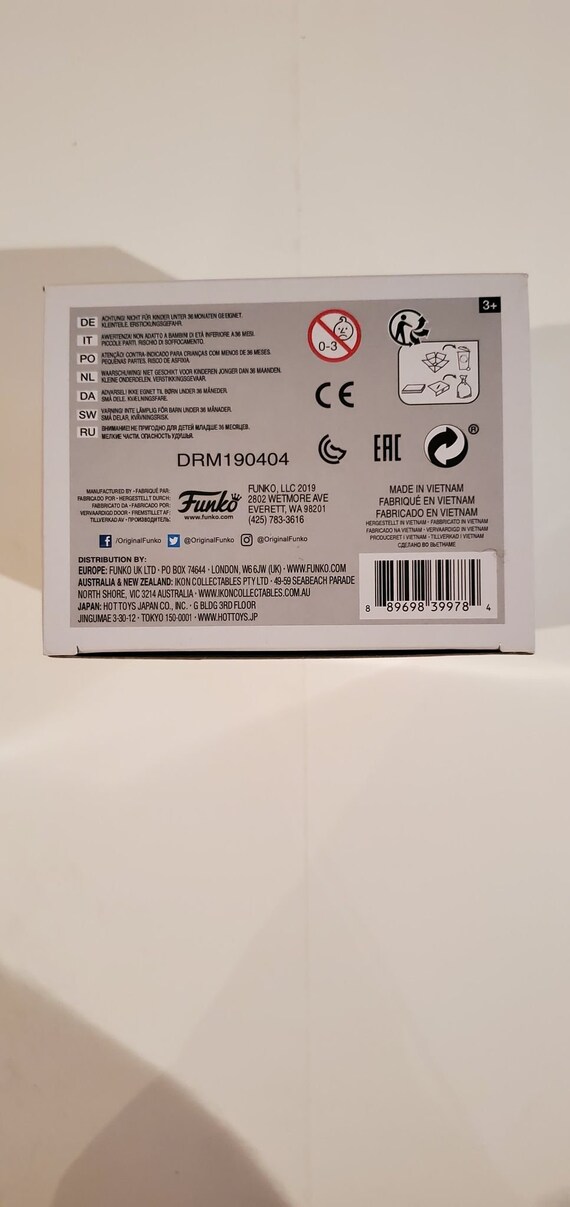 3+
DE ACHTUNG! NICHT FÜR KINDER UNTER 36 MONATEN GEEIGNET.
KLEINTEILE. ERSTICKUNGSGEFAHR.
IT AVVERTENZA! NON ADATTO A BAMBINI DI ETÀ INFERIORE A 36 MESI.
PICCOLE PARTI. RISCHIO DI SOFFOCAMENTO.
PO ATENÇÃO! CONTRA-INDICADO PARA CRIANÇAS COM MENOS DE 36 MESES.
PEQUENAS PARTES. RISCO DE ASFIXIA.
NL WAARSCHUWING! NIET GESCHIKT VOOR KINDEREN JONGER DAN 36 MAANDEN.
KLEINE ONDERDELEN. VERSTIKKINGSGEVAAR.
DA ADVARSEL! IKKE EGNET TIL BØRN UNDER 36 MÅNEDER.
SMÅ DELE. KVÆLNINGSFARE.
SW VARNING! INTE LÄMPLIG FÖR BARN UNDER 36 MÅNADER.
SMÅ DELAR. KVÄVNINGSRISK.
RU ВНИМАНИЕ! НЕ ПРИГОДНО ДЛЯ ДЕТЕЙ МЛАДШЕ 36 МЕСЯЦЕВ.
МЕЛКИЕ ЧАСТИ. ОПАСНОСТЬ УДУШЬЯ.
0-3
CE
EAC
®
DRM190404
MANUFACTURED BY · FABRIQUÉ PAR:
FABRICADO POR · HERGESTELLT DURCH:
FABBRICATO DA · FABRICADO POR:
VERVAARDIGD DOOR · FREMSTILLET AF:
TILLVERKAD AV · ПРОИЗВОДИТЕЛЬ:
Funko
www.funko.com
FUNKO, LLC 2019
2802 WETMORE AVE
EVERETT, WA 98201
(425) 783-3616
MADE IN VIETNAM
FABRIQUÉ EN VIETNAM
FABRICADO EN VIETNAM
HERGESTELLT IN VIETNAM · FABBRICATO IN VIETNAM
FABRICADO NA VIETNAM · VERVAARDIGD IN VIETNAM
PRODUCERET I VIETNAM · TILLVERKAD I VIETNAM
СДЕЛАНО ВО ВЬЕТНАМЕ
/OriginalFunko @OriginalFunko @OriginalFunko
DISTRIBUTION BY:
EUROPE: FUNKO UK LTD · PO BOX 74644 · LONDON, W6 6JW (UK) · WWW.FUNKO.COM
AUSTRALIA & NEW ZEALAND: IKON COLLECTABLES PTY LTD · 49-59 SEABEACH PARADE
NORTH SHORE, VIC 3214 AUSTRALIA · WWW.IKONCOLLECTABLES.COM.AU
JAPAN: HOT TOYS JAPAN CO., INC. · G BLDG 3RD FLOOR
JINGUMAE 3-30-12 · TOKYO 150-0001 · WWW.HOTTOYS.JP
8 89698 39978 4